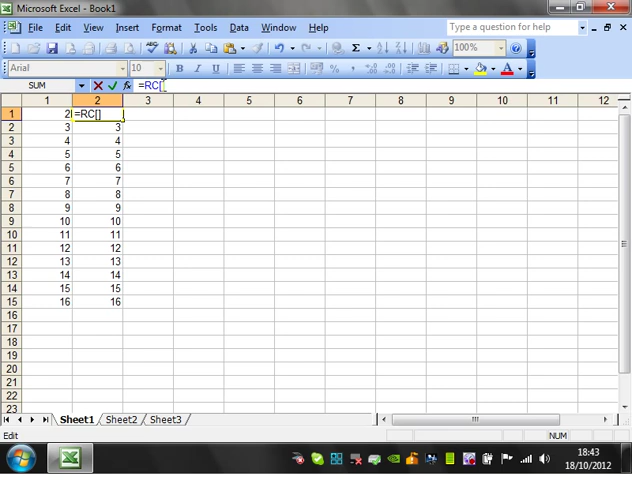 Microsoft Excel - Book1
File Edit View Insert Format Tools Data Window Help Type a question for help
100%
Arial 10 B I U
SUM =RC[]
1 2 3 4 5 6 7 8 9 10 11 12
1 2 =RC[]
2 3 3
3 4 4
4 5 5
5 6 6
6 7 7
7 8 8
8 9 9
9 10 10
10 11 11
11 12 12
12 13 13
13 14 14
14 15 15
15 16 16
16
17
18
19
20
21
22
23
Sheet1 Sheet2 Sheet3
Edit NUM
18:43
18/10/2012